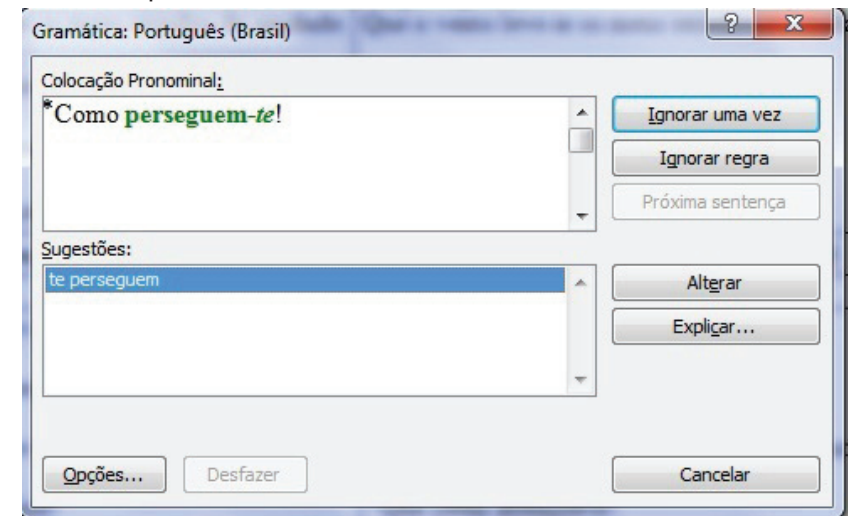 Gramática: Português (Brasil)
Colocação Pronominal:
*Como perseguem-te!
Ignorar uma vez
Ignorar regra
Próxima sentença
Sugestões:
te perseguem
Alterar
Explicar...
Opções...
Desfazer
Cancelar